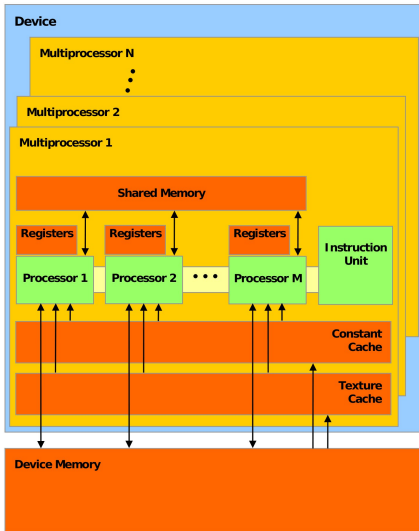 Device
Multiprocessor N
Multiprocessor 2
Multiprocessor 1
Shared Memory
Registers
Registers
Registers
Instruction
Unit
Processor 1
Processor 2
Processor M
Constant
Cache
Texture
Cache
Device Memory